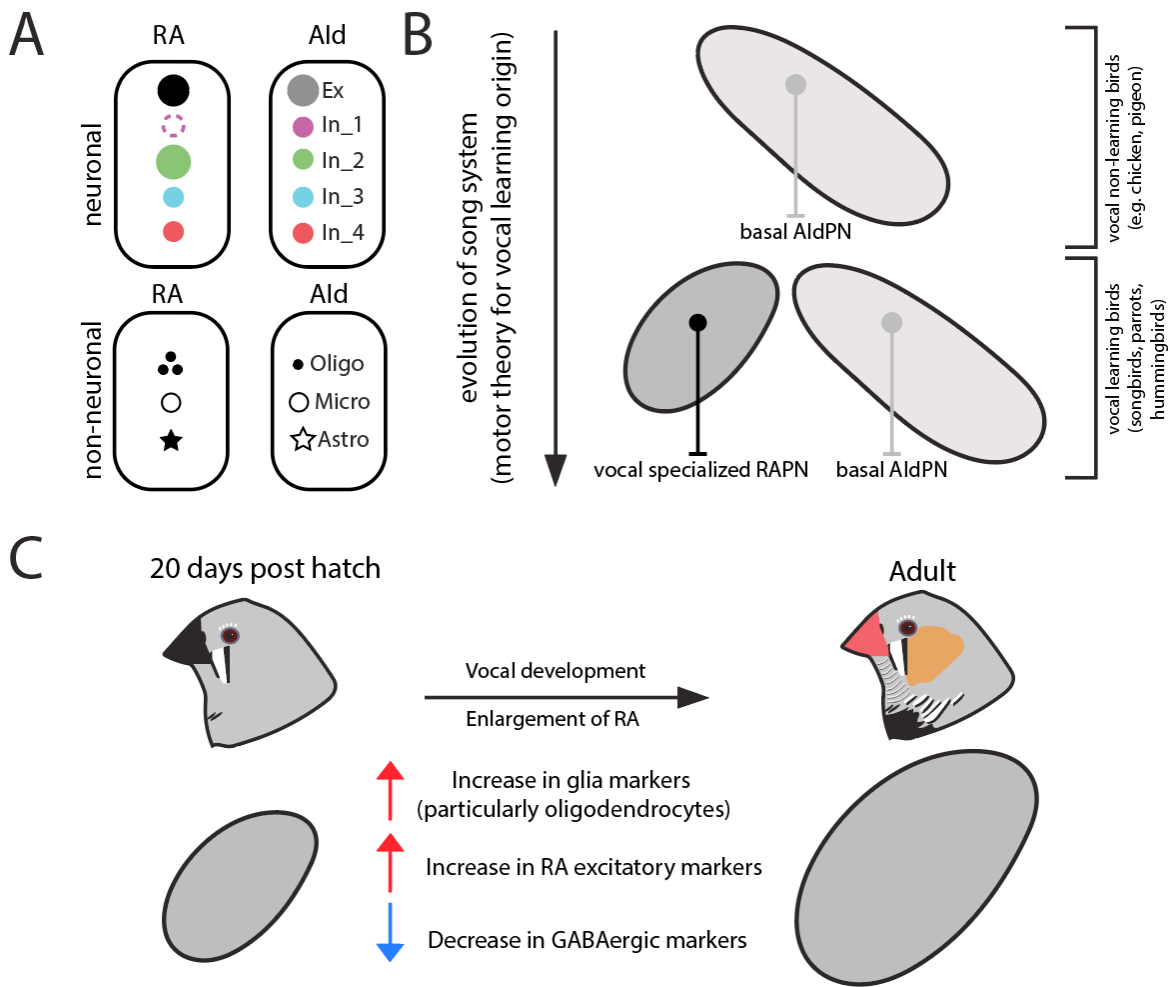 A
RA
AId
neuronal
Ex
In_1
In_2
In_3
In_4
RA
AId
non-neuronal
Oligo
Micro
Astro
B
evolution of song system
(motor theory for vocal learning origin)
basal AIdPN
vocal non-learning birds
(e.g. chicken, pigeon)
vocal specialized RAPN
basal AIdPN
vocal learning birds
(songbirds, parrots,
hummingbirds)
C
20 days post hatch
Adult
Vocal development
Enlargement of RA
Increase in glia markers
(particularly oligodendrocytes)
Increase in RA excitatory markers
Decrease in GABAergic markers